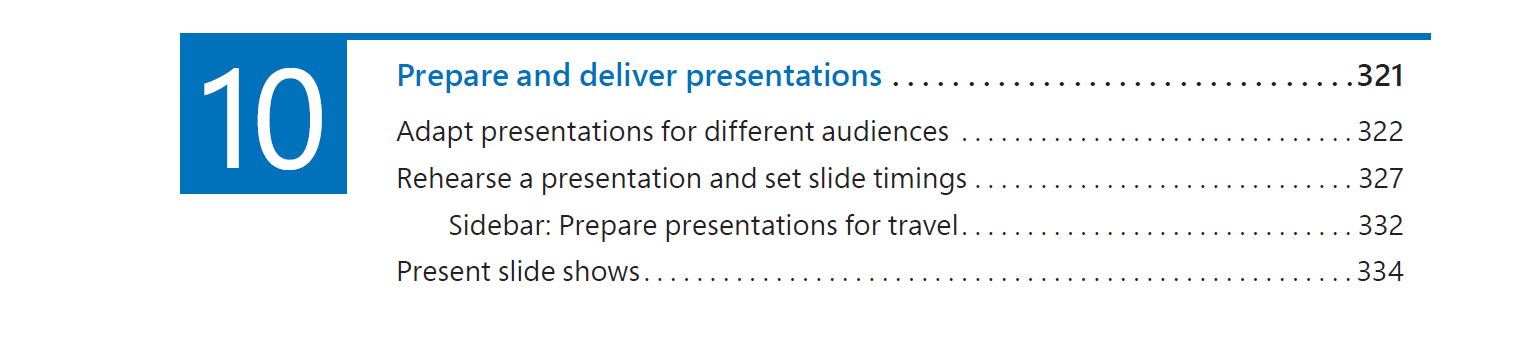 10
Prepare and deliver presentations . . . . . . . . . . . . . . . . . . . . . . . . . . . . . . . 321
Adapt presentations for different audiences . . . . . . . . . . . . . . . . . . . . . . . . . . . . . . 322
Rehearse a presentation and set slide timings . . . . . . . . . . . . . . . . . . . . . . . . . . . . . 327
Sidebar: Prepare presentations for travel. . . . . . . . . . . . . . . . . . . . . . . . . . . . . . 332
Present slide shows. . . . . . . . . . . . . . . . . . . . . . . . . . . . . . . . . . . . . . . . . . . . . . . . . . . . . . 334